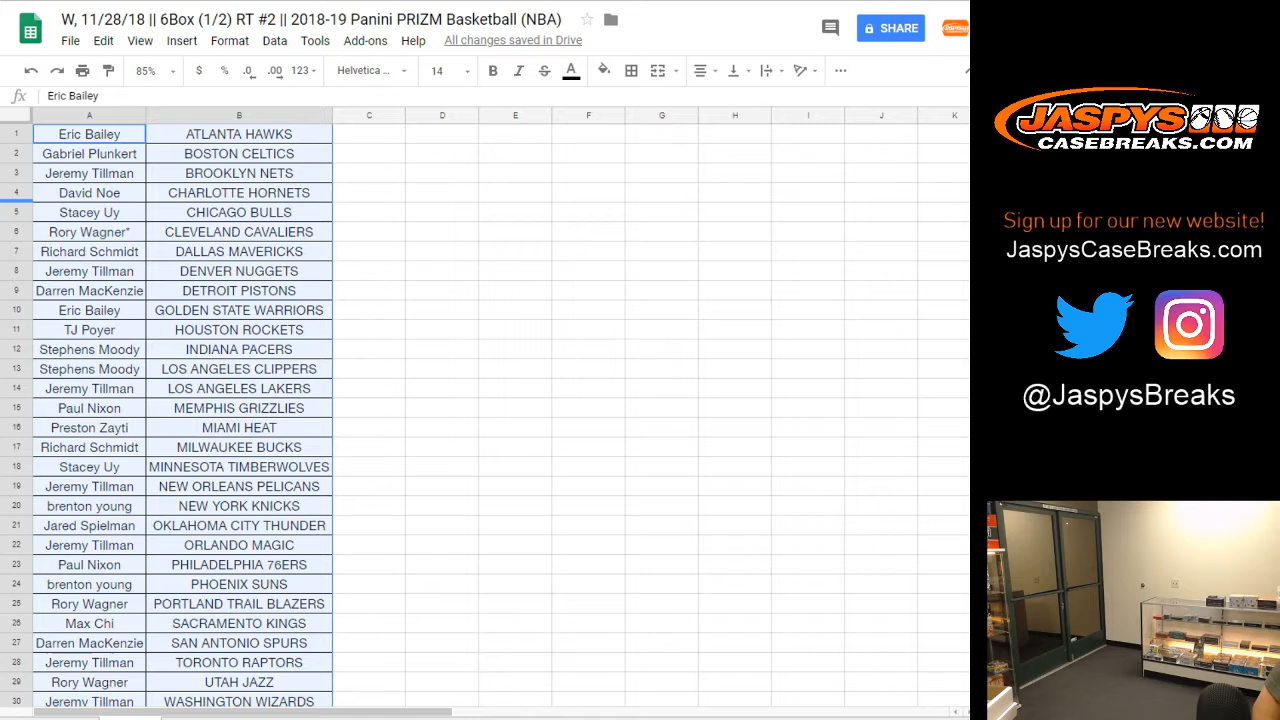 W, 11/28/18 || 6Box (1/2) RT #2 || 2018-19 Panini PRIZM Basketball (NBA)
File Edit View Insert Format Data Tools Add-ons Help All changes saved in Drive
SHARE
85% $ % .0 .00 123 Helvetica ... 14 B I S A
fx Eric Bailey
A B C D E F G H I J K
1 Eric Bailey ATLANTA HAWKS
2 Gabriel Plunkert BOSTON CELTICS
3 Jeremy Tillman BROOKLYN NETS
4 David Noe CHARLOTTE HORNETS
5 Stacey Uy CHICAGO BULLS
6 Rory Wagner* CLEVELAND CAVALIERS
7 Richard Schmidt DALLAS MAVERICKS
8 Jeremy Tillman DENVER NUGGETS
9 Darren MacKenzie DETROIT PISTONS
10 Eric Bailey GOLDEN STATE WARRIORS
11 TJ Poyer HOUSTON ROCKETS
12 Stephens Moody INDIANA PACERS
13 Stephens Moody LOS ANGELES CLIPPERS
14 Jeremy Tillman LOS ANGELES LAKERS
15 Paul Nixon MEMPHIS GRIZZLIES
16 Preston Zayti MIAMI HEAT
17 Richard Schmidt MILWAUKEE BUCKS
18 Stacey Uy MINNESOTA TIMBERWOLVES
19 Jeremy Tillman NEW ORLEANS PELICANS
20 brenton young NEW YORK KNICKS
21 Jared Spielman OKLAHOMA CITY THUNDER
22 Jeremy Tillman ORLANDO MAGIC
23 Paul Nixon PHILADELPHIA 76ERS
24 brenton young PHOENIX SUNS
25 Rory Wagner PORTLAND TRAIL BLAZERS
26 Max Chi SACRAMENTO KINGS
27 Darren MacKenzie SAN ANTONIO SPURS
28 Jeremy Tillman TORONTO RAPTORS
29 Rory Wagner UTAH JAZZ
30 Jeremy Tillman WASHINGTON WIZARDS
JASPYS
CASEBREAKS.COM
Sign up for our new website!
JaspysCaseBreaks.com
@JaspysBreaks